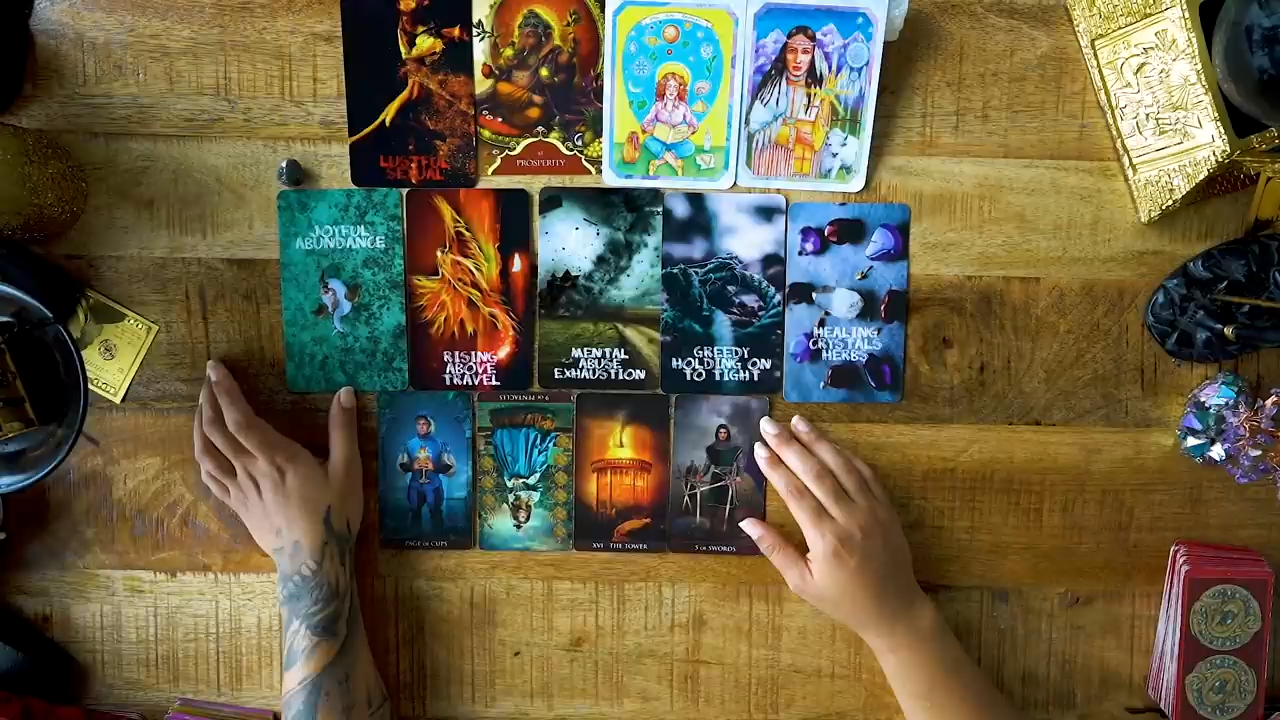 LUSTFUL
SEXUAL
VI
PROSPERITY
JOYFUL
ABUNDANCE
RISING
ABOVE
TRAVEL
MENTAL
ABUSE
EXHAUSTION
GREEDY
HOLDING ON
TO TIGHT
HEALING
CRYSTALS
HERBS
PAGE OF CUPS
9 OF PENTACLES
XVI THE TOWER
5 OF SWORDS